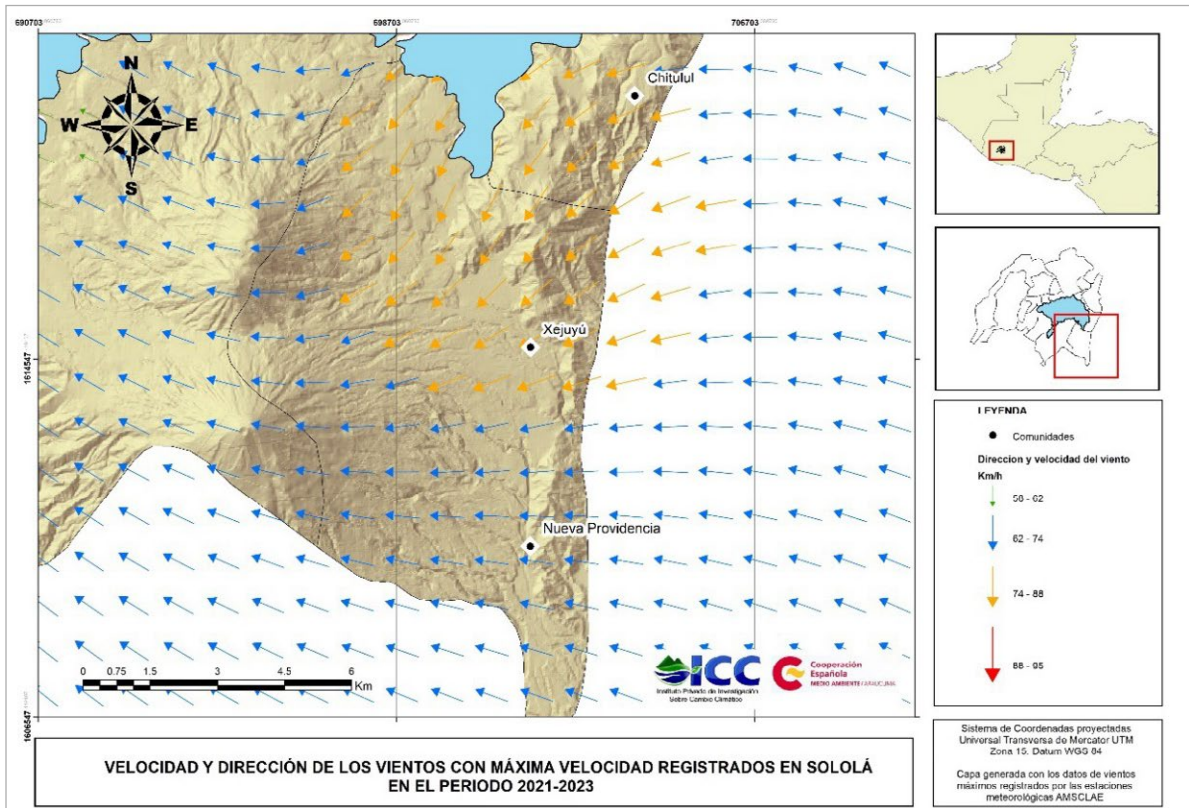 690703
698703
706703
N
W E
S
Chitulul
Xejuyú
Nueva Providencia
1614547
1606547
0 0.75 1.5 3 4.5 6
Km
ICC
Instituto Privado de Investigación
Sobre Cambio Climático
Cooperación
Española
MEDIO AMBIENTE / ARAUCLIMA
VELOCIDAD Y DIRECCIÓN DE LOS VIENTOS CON MÁXIMA VELOCIDAD REGISTRADOS EN SOLOLÁ
EN EL PERIODO 2021-2023
LEYENDA
Comunidades
Direccion y velocidad del viento
Km/h
58 - 62
62 - 74
74 - 88
88 - 95
Sistema de Coordenadas proyectadas
Universal Transversa de Mercator UTM
Zona 15. Datum WGS 84
Capa generada con los datos de vientos
máximos registrados por las estaciones
meteorológicas AMSCLAE